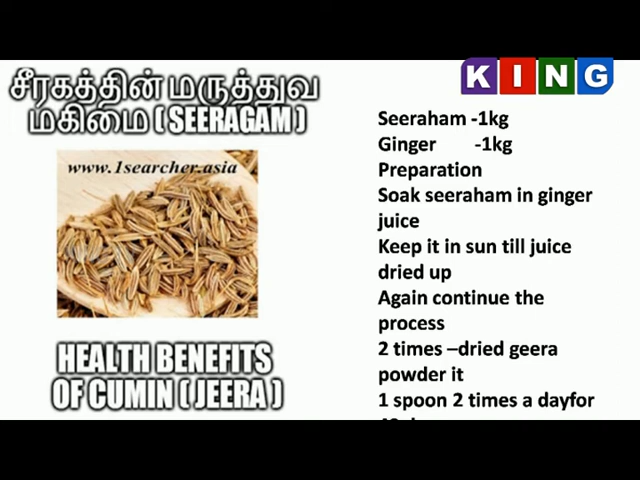 சீரகத்தின் மருத்துவ
மகிமை ( SEERAGAM )
www.1searcher.asia
HEALTH BENEFITS
OF CUMIN ( JEERA )
KING
Seeraham -1kg
Ginger -1kg
Preparation
Soak seeraham in ginger
juice
Keep it in sun till juice
dried up
Again continue the
process
2 times –dried geera
powder it
1 spoon 2 times a dayfor